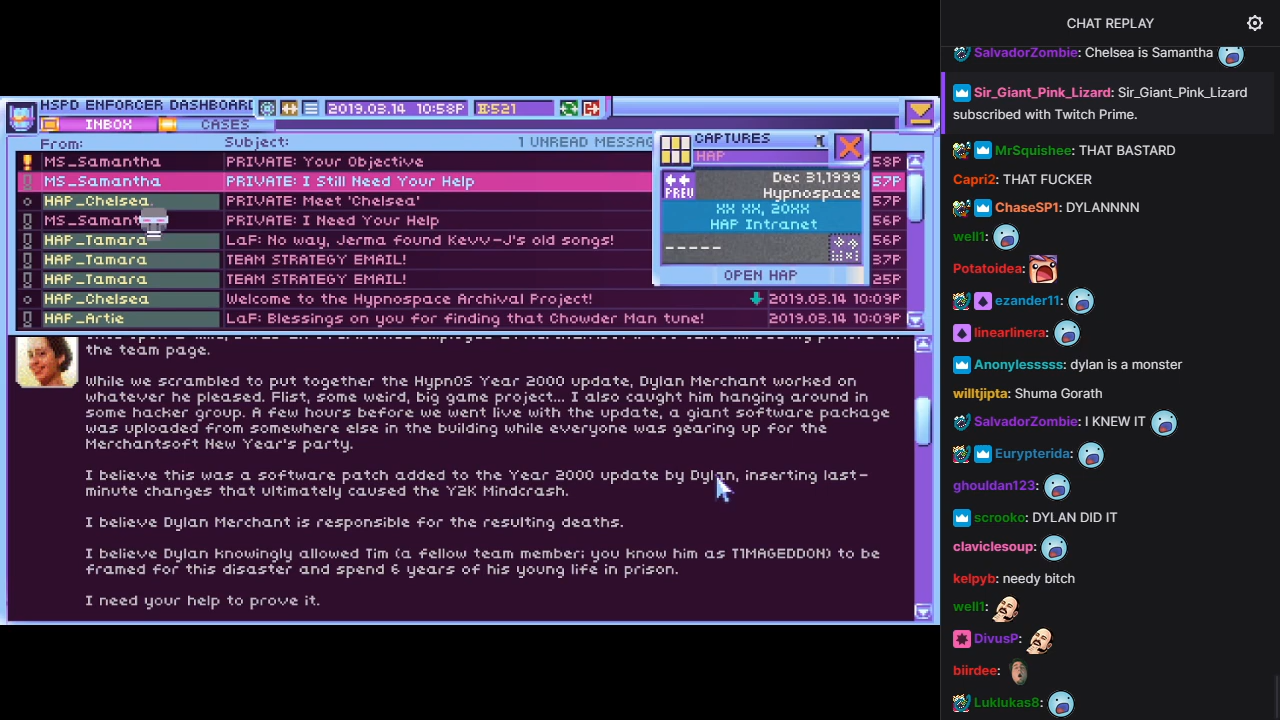 HSPD ENFORCER DASHBOARD
2019.03.14 10:58P
521
INBOX
CASES
From:
Subject:
1 UNREAD MESSAG
MS_Samantha
PRIVATE: Your Objective
58P
MS_Samantha
PRIVATE: I Still Need Your Help
57P
HAP_Chelsea
PRIVATE: Meet 'Chelsea'
57P
MS_Samant
PRIVATE: I Need Your Help
56P
HAP_Tamara
LaF: No way, Jerma found Kevv-J's old songs!
56P
HAP_Tamara
TEAM STRATEGY EMAIL!
37P
HAP_Tamara
TEAM STRATEGY EMAIL!
25P
HAP_Chelsea
Welcome to the Hypnospace Archival Project!
2019.03.14 10:09P
HAP_Artie
LaF: Blessings on you for finding that Chowder Man tune!
2019.03.14 10:09P
CAPTURES
HAP
PREV
Dec 31,1999
Hypnospace
XX XX, 20XX
HAP Intranet
-----
OPEN HAP
the team page.
While we scrambled to put together the HypnOS Year 2000 update, Dylan Merchant worked on
whatever he pleased. Flist, some weird, big game project... I also caught him hanging around in
some hacker group. A few hours before we went live with the update, a giant software package
was uploaded from somewhere else in the building while everyone was gearing up for the
Merchantsoft New Year's party.
I believe this was a software patch added to the Year 2000 update by Dylan, inserting last-
minute changes that ultimately caused the Y2K Mindcrash.
I believe Dylan Merchant is responsible for the resulting deaths.
I believe Dylan knowingly allowed Tim (a fellow team member; you know him as T1MAGEDDON) to be
framed for this disaster and spend 6 years of his young life in prison.
I need your help to prove it.
CHAT REPLAY
SalvadorZombie: Chelsea is Samantha
Sir_Giant_Pink_Lizard: Sir_Giant_Pink_Lizard
subscribed with Twitch Prime.
MrSquishee: THAT BASTARD
Capri2: THAT FUCKER
ChaseSP1: DYLANNNN
well1:
Potatoidea:
ezander11:
linearlinera:
Anonylesssss: dylan is a monster
willtjipta: Shuma Gorath
SalvadorZombie: I KNEW IT
Eurypterida:
ghouldan123:
scrooko: DYLAN DID IT
claviclesoup:
kelpyb: needy bitch
well1:
DivusP:
biirdee:
Luklukas8: